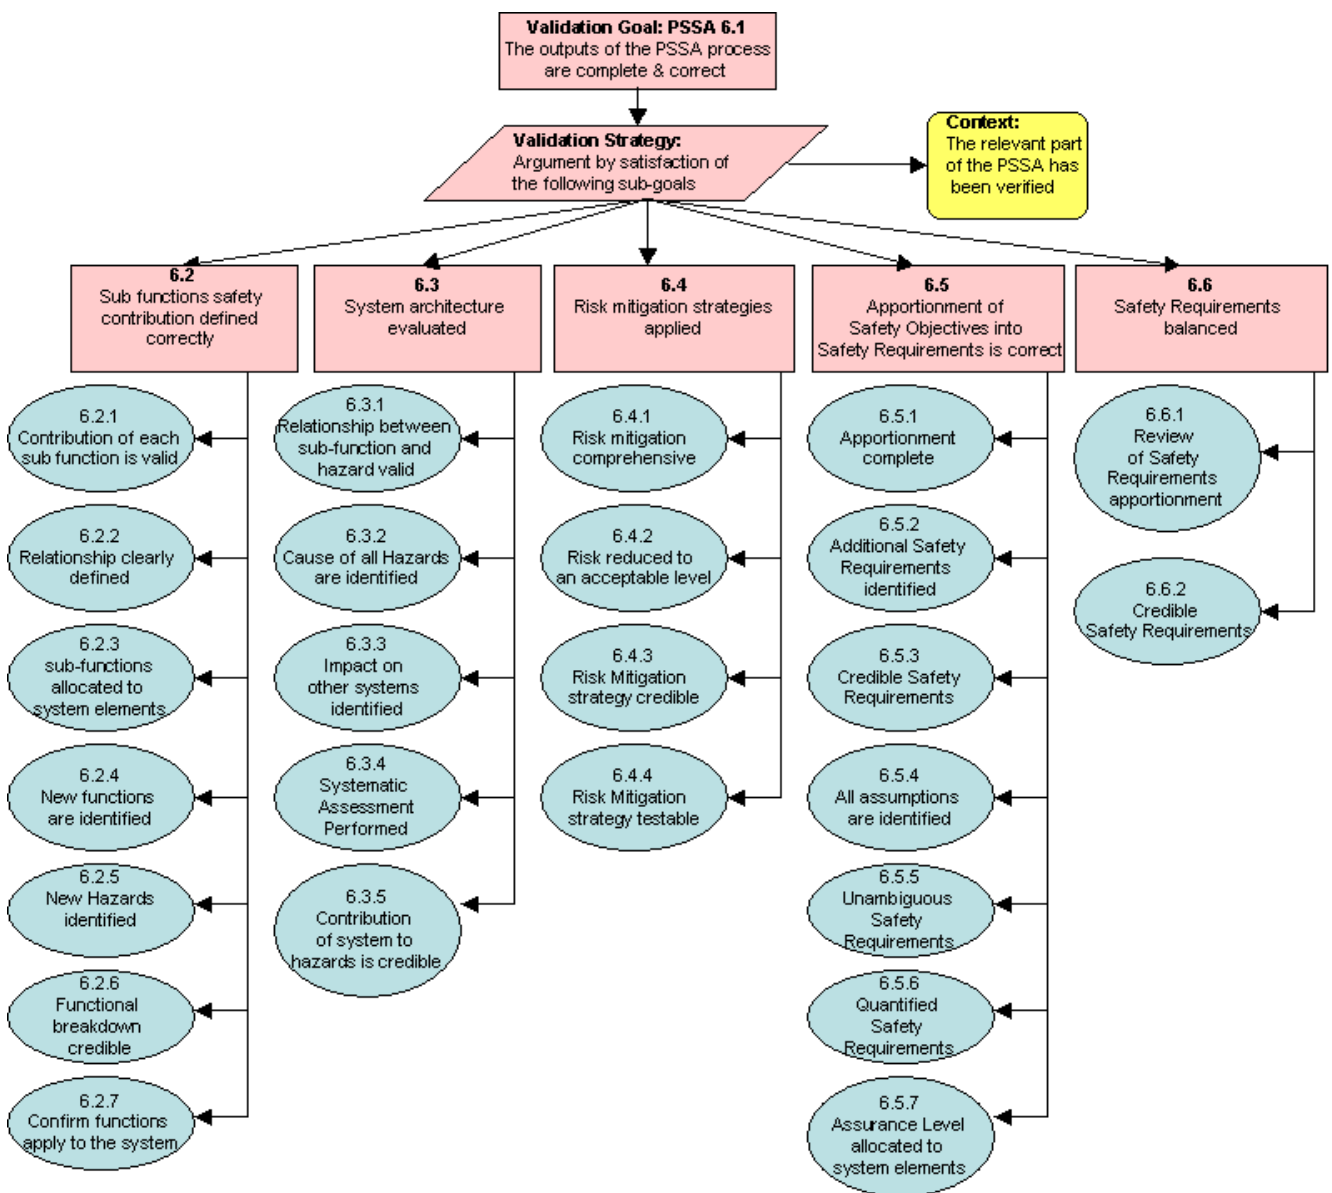 Validation Goal: PSSA 6.1
The outputs of the PSSA process
are complete & correct
Validation Strategy:
Argument by satisfaction of
the following sub-goals
Context:
The relevant part
of the PSSA has
been verified
6.2
Sub functions safety
contribution defined
correctly
6.3
System architecture
evaluated
6.4
Risk mitigation strategies
applied
6.5
Apportionment of
Safety Objectives into
Safety Requirements is correct
6.6
Safety Requirements
balanced
6.2.1
Contribution of each
sub function is valid
6.2.2
Relationship clearly
defined
6.2.3
sub-functions
allocated to
system elements
6.2.4
New functions
are identified
6.2.5
New Hazards
identified
6.2.6
Functional
breakdown
credible
6.2.7
Confirm functions
apply to the system
6.3.1
Relationship between
sub-function and
hazard valid
6.3.2
Cause of all Hazards
are identified
6.3.3
Impact on
other systems
identified
6.3.4
Systematic
Assessment
Performed
6.3.5
Contribution
of system to
hazards is credible
6.4.1
Risk mitigation
comprehensive
6.4.2
Risk reduced to
an acceptable level
6.4.3
Risk Mitigation
strategy credible
6.4.4
Risk Mitigation
strategy testable
6.5.1
Apportionment
complete
6.5.2
Additional Safety
Requirements
identified
6.5.3
Credible Safety
Requirements
6.5.4
All assumptions
are identified
6.5.5
Unambiguous
Safety
Requirements
6.5.6
Quantified
Safety
Requirements
6.5.7
Assurance Level
allocated to
system elements
6.6.1
Review
of Safety
Requirements
apportionment
6.6.2
Credible
Safety Requirements